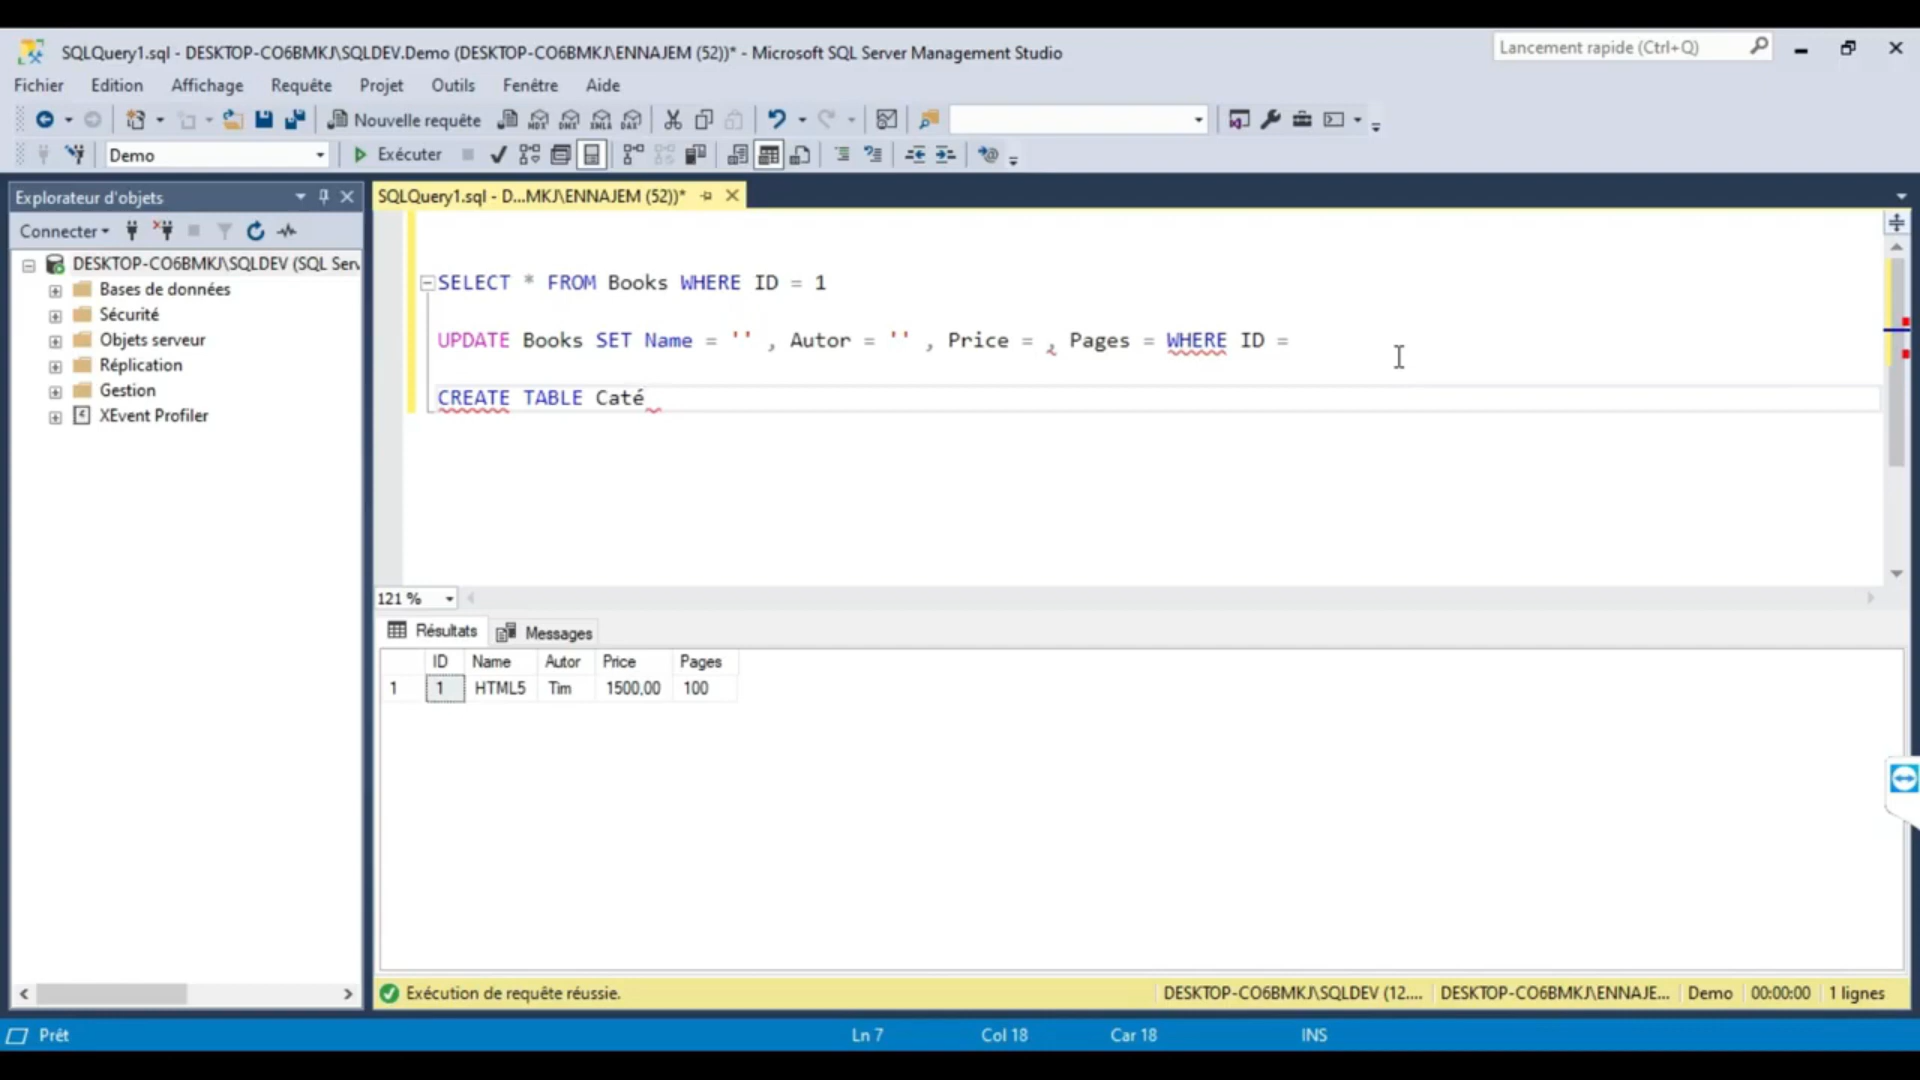 SQLQuery1.sql - DESKTOP-CO6BMKJ\SQLDEV.Demo (DESKTOP-CO6BMKJ\ENNAJEM (52))* - Microsoft SQL Server Management Studio
Lancement rapide (Ctrl+Q)
Fichier Edition Affichage Requête Projet Outils Fenêtre Aide
Nouvelle requête MDX DMX XMLA DAX
Demo Exécuter
Explorateur d'objets
SQLQuery1.sql - D...MKJ\ENNAJEM (52))*
Connecter
DESKTOP-CO6BMKJ\SQLDEV (SQL Ser
Bases de données
Sécurité
Objets serveur
Réplication
Gestion
XEvent Profiler
SELECT * FROM Books WHERE ID = 1
UPDATE Books SET Name = '' , Autor = '' , Price = , Pages = WHERE ID =
CREATE TABLE Caté
121 %
Résultats Messages
ID Name Autor Price Pages
1 1 HTML5 Tim 1500,00 100
Exécution de requête réussie.
DESKTOP-CO6BMKJ\SQLDEV (12.... DESKTOP-CO6BMKJ\ENNAJE... Demo 00:00:00 1 lignes
Prêt Ln 7 Col 18 Car 18 INS